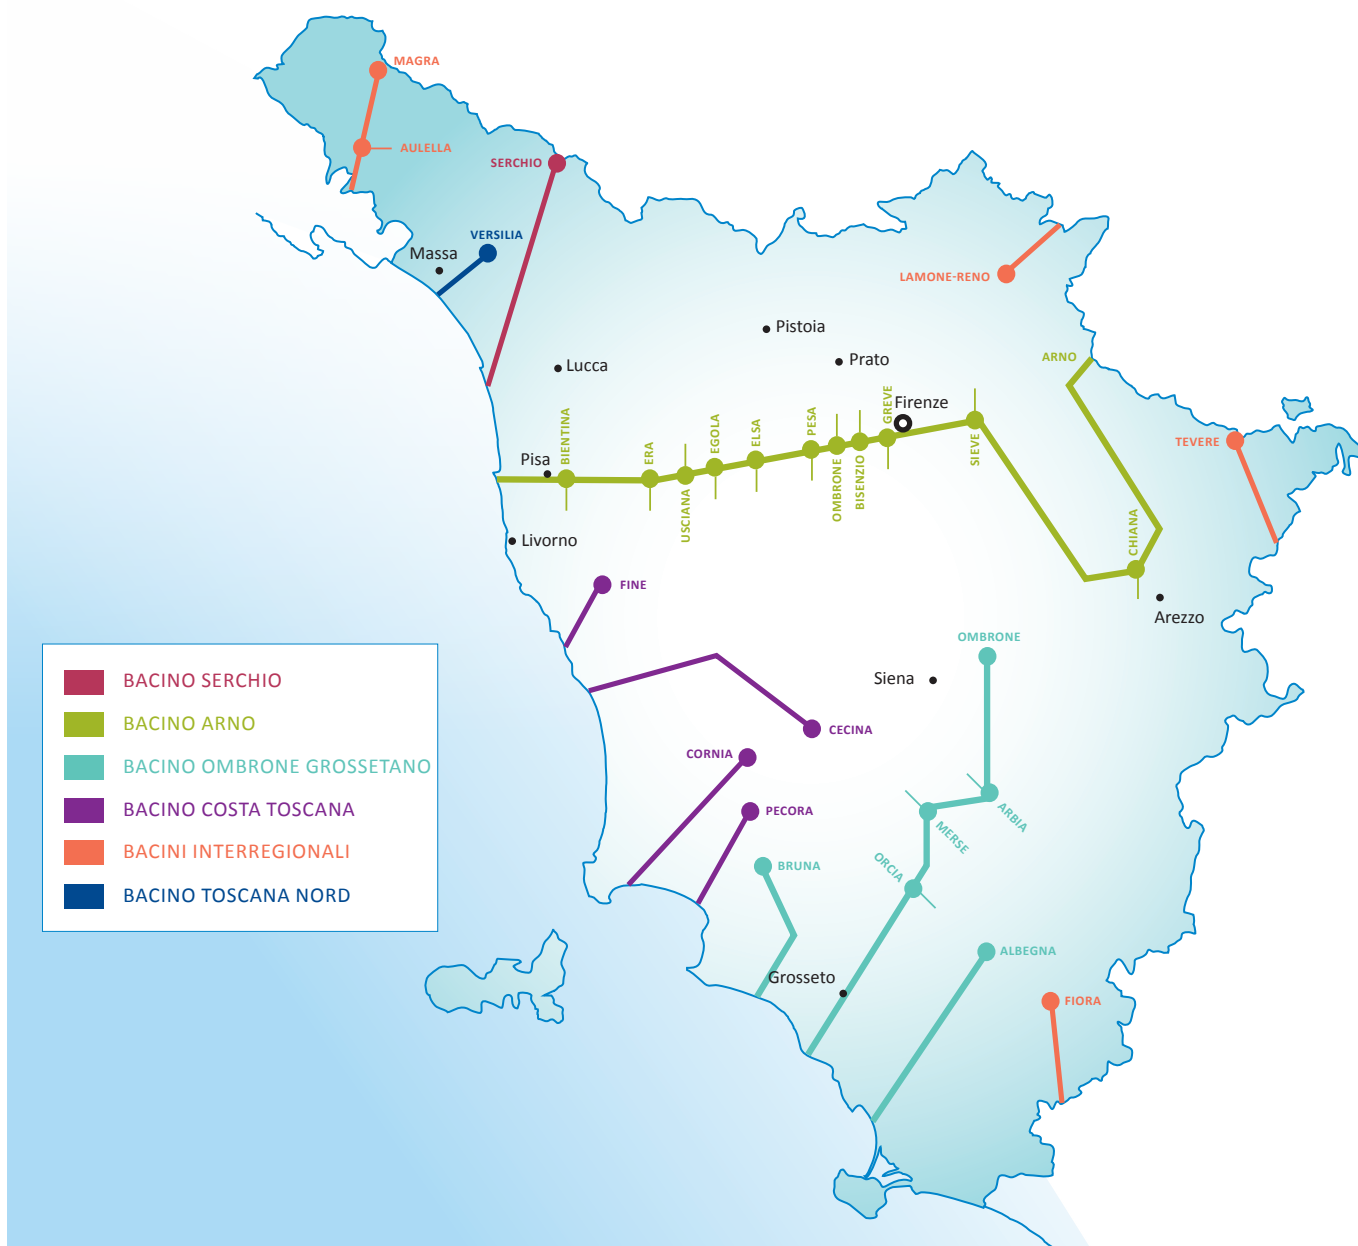 MAGRA
AULELLA
SERCHIO
VERSILIA
Massa
LAMONE-RENO
Pistoia
Prato
Lucca
ARNO
Firenze
GREVE
PESA
ELSA
EGOLA
ERA
BIENTINA
Pisa
USCIANA
OMBRONE
BISENZIO
SIEVE
TEVERE
CHIANA
Livorno
FINE
Arezzo
OMBRONE
Siena
CECINA
CORNIA
PECORA
ARBIA
MERSE
ORCIA
BRUNA
ALBEGNA
Grosseto
FIORA
BACINO SERCHIO
BACINO ARNO
BACINO OMBRONE GROSSETANO
BACINO COSTA TOSCANA
BACINI INTERREGIONALI
BACINO TOSCANA NORD